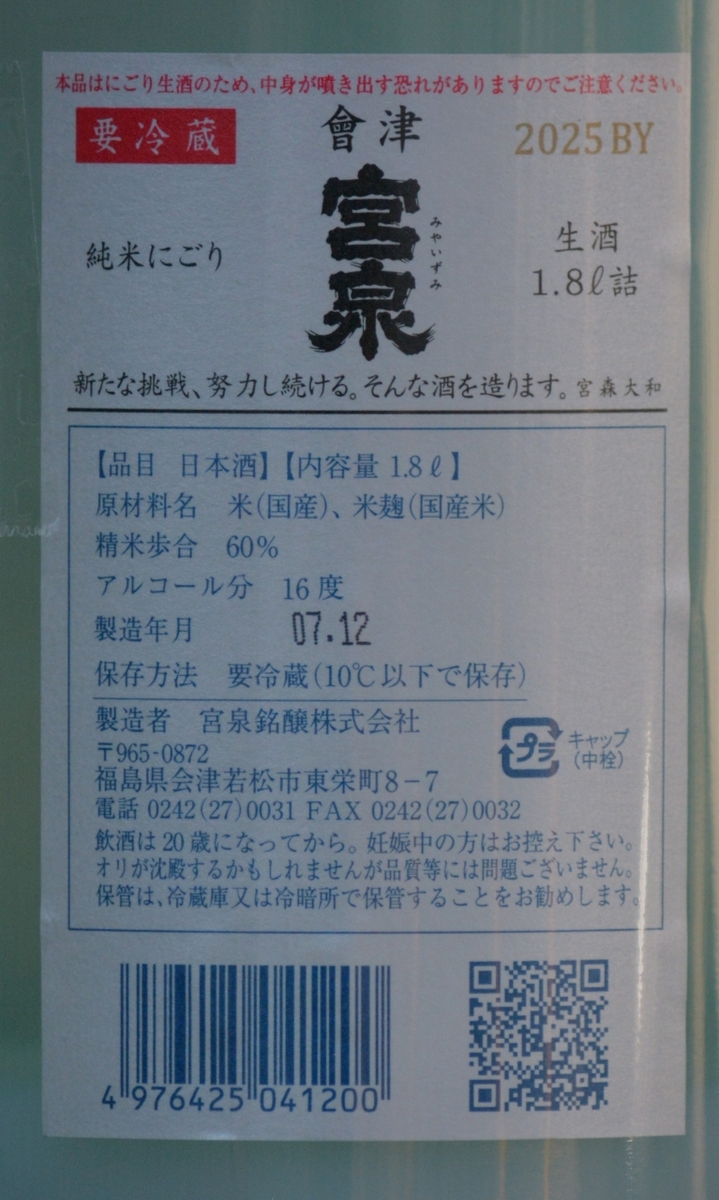 本品はにごり生酒のため、中身が噴き出す恐れがありますのでご注意ください。
要冷蔵
會津
2025BY
純米にごり
宮泉
みやいずみ
生酒
1.8ℓ詰
新たな挑戦、努力し続ける。そんな酒を造ります。宮森大和
【品目 日本酒】【内容量 1.8ℓ】
原材料名 米(国産)、米麹(国産米)
精米歩合 60%
アルコール分 16度
製造年月 07.12
保存方法 要冷蔵(10℃以下で保存)
製造者 宮泉銘醸株式会社
〒965-0872
福島県会津若松市東栄町8-7
電話 0242(27)0031 FAX 0242(27)0032
プラ
キャップ
(中栓)
飲酒は20歳になってから。妊娠中の方はお控え下さい。
オリが沈殿するかもしれませんが品質等には問題ございません。
保管は、冷蔵庫又は冷暗所で保管することをお勧めします。
4 976425 041200